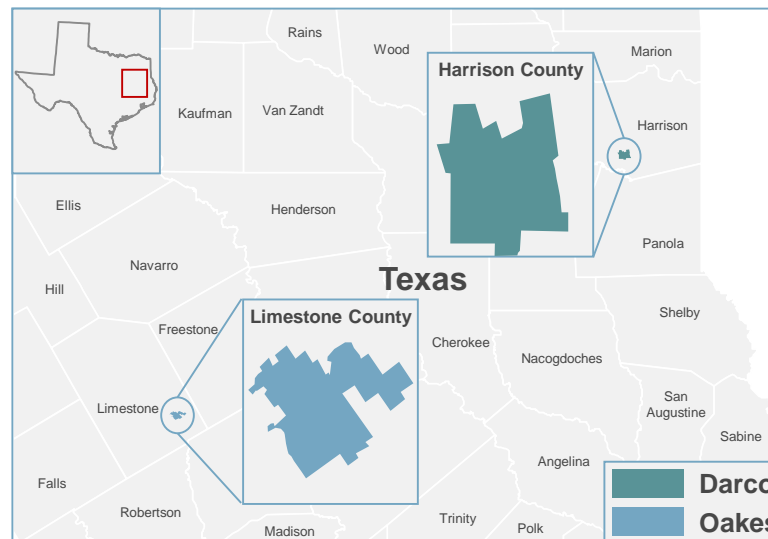 Rains
Wood
Marion
Harrison County
Kaufman
Van Zandt
Harrison
Ellis
Henderson
Panola
Navarro
Texas
Hill
Limestone County
Shelby
Freestone
Cherokee
Nacogdoches
Limestone
San
Augustine
Sabine
Angelina
Falls
Darco
Robertson
Trinity
Oakes
Polk
Madison